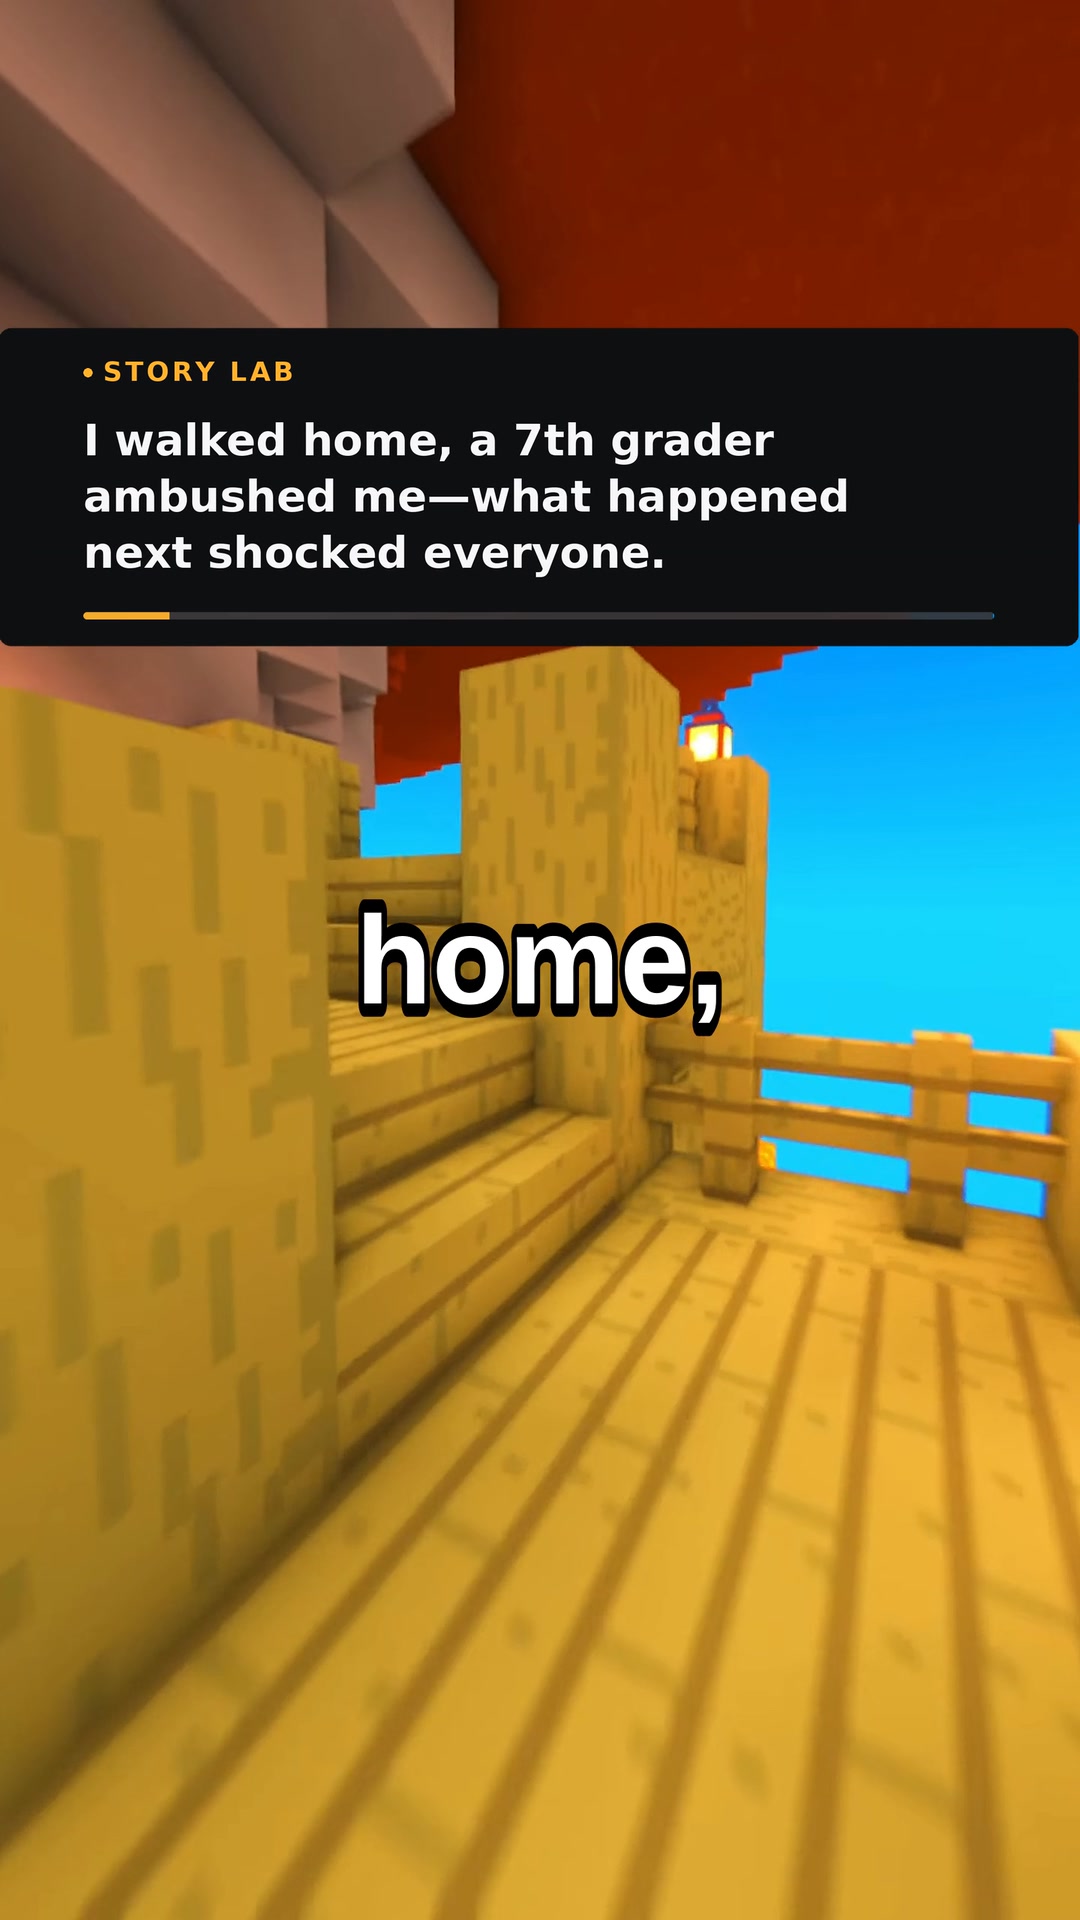 • STORY LAB
I walked home, a 7th grader
ambushed me—what happened
next shocked everyone.
home,